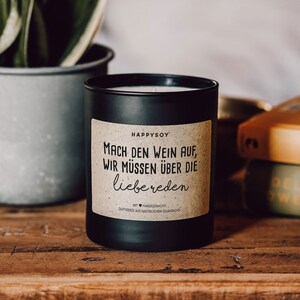 HAPPYSOY
MACH DEN WEIN AUF,
WIR MÜSSEN ÜBER DIE
liebe reden